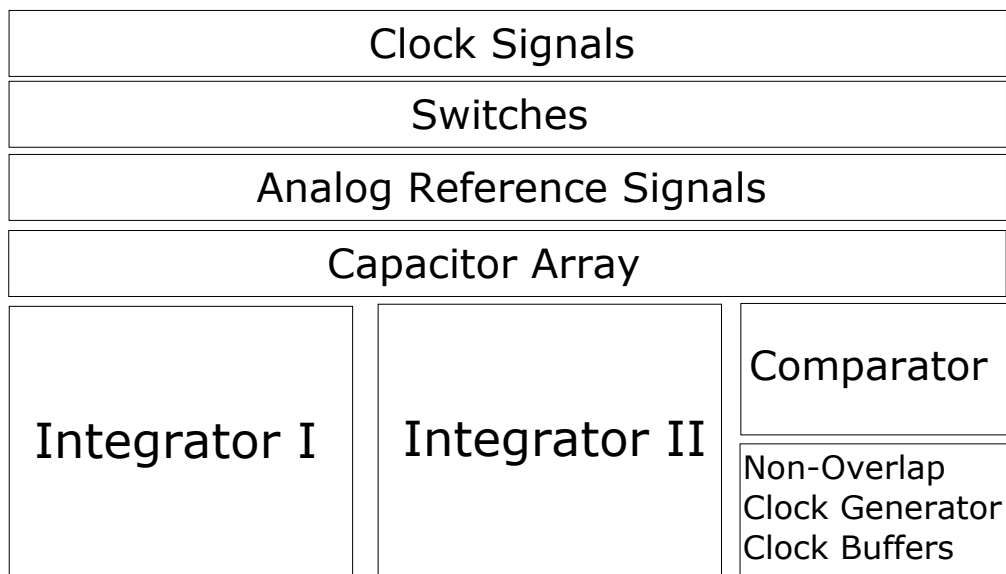 Clock Signals
Switches
Analog Reference Signals
Capacitor Array
Integrator I
Integrator II
Comparator
Non-Overlap
Clock Generator
Clock Buffers